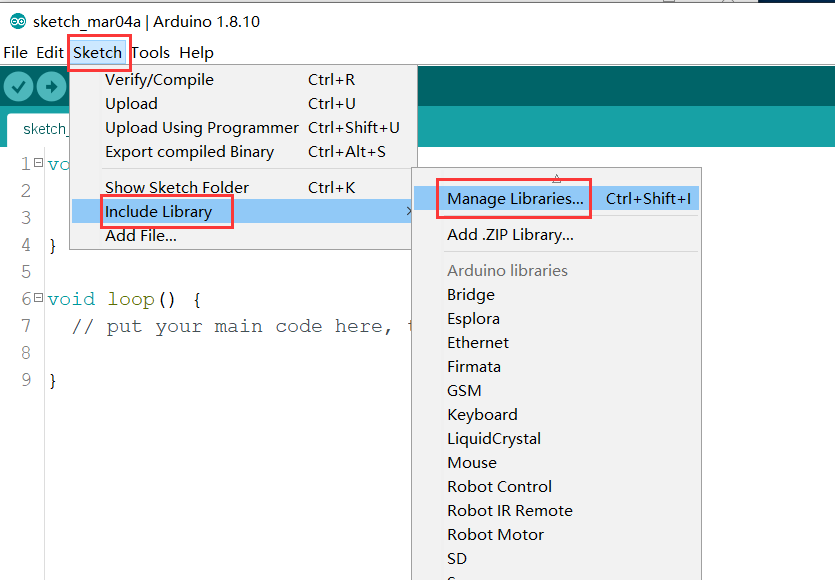 sketch_mar04a | Arduino 1.8.10
File Edit Sketch Tools Help
Verify/Compile Ctrl+R
Upload Ctrl+U
Upload Using Programmer Ctrl+Shift+U
Export compiled Binary Ctrl+Alt+S
Show Sketch Folder Ctrl+K
Include Library >
Add File...
Manage Libraries... Ctrl+Shift+I
Add .ZIP Library...
Arduino libraries
Bridge
Esplora
Ethernet
Firmata
GSM
Keyboard
LiquidCrystal
Mouse
Robot Control
Robot IR Remote
Robot Motor
SD
sketch_
1 vo
2
3
4 }
5
6 void loop() {
7 // put your main code here,
8
9 }